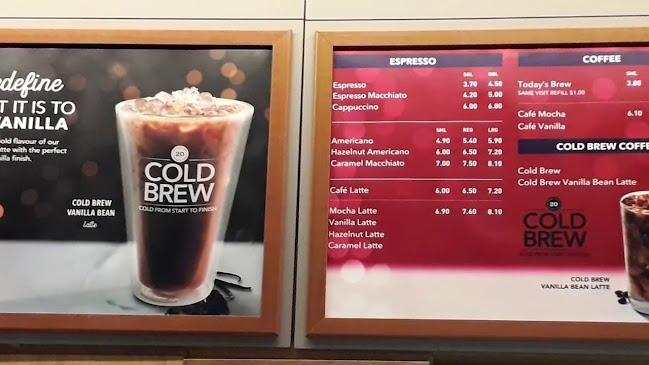 define
T IT IS TO
VANILLA
old flavour of our
atte with the perfect
nilla finish.
COLD BREW
VANILLA BEAN
latte
20
COLD
BREW
COLD FROM START TO FINISH
ESPRESSO
SGL DBL
Espresso 3.70 4.50
Espresso Macchiato 4.20 5.00
Cappuccino 6.00 6.80
SML RED LRG
Americano 4.90 5.40 5.90
Hazelnut Americano 6.00 6.50 7.20
Caramel Macchiato 7.00 7.50 8.10
Café Latte 6.00 6.50 7.20
Mocha Latte 6.90 7.60 8.10
Vanilla Latte
Hazelnut Latte
Caramel Latte
COFFEE
SML
Today's Brew 3.80
SAME VISIT REFILL $1.00
Café Mocha 6.10
Café Vanilla
COLD BREW COFFE
Cold Brew
Cold Brew Vanilla Bean Latte
20
COLD
BREW
COLD BREW
VANILLA BEAN LATTE